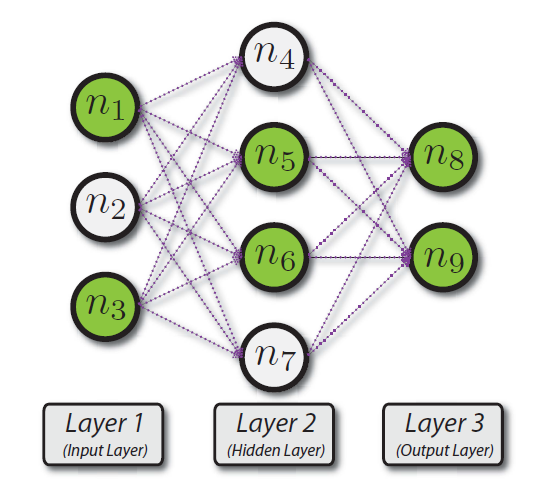 n1
n2
n3
n4
n5
n6
n7
n8
n9
Layer 1
(Input Layer)
Layer 2
(Hidden Layer)
Layer 3
(Output Layer)